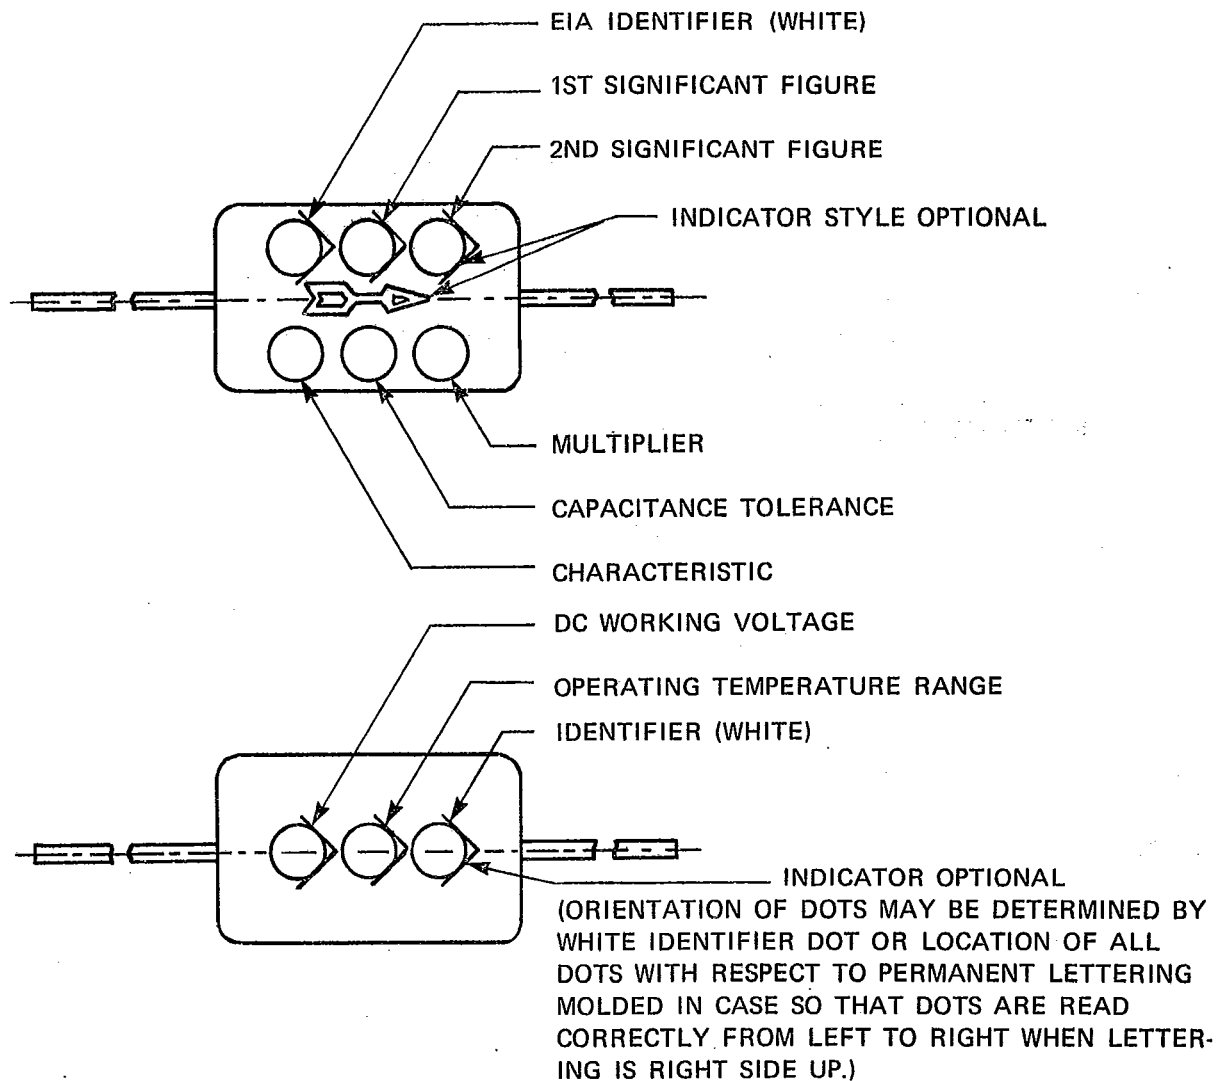 EIA IDENTIFIER (WHITE)
1ST SIGNIFICANT FIGURE
2ND SIGNIFICANT FIGURE
INDICATOR STYLE OPTIONAL
MULTIPLIER
CAPACITANCE TOLERANCE
CHARACTERISTIC
DC WORKING VOLTAGE
OPERATING TEMPERATURE RANGE
IDENTIFIER (WHITE)
INDICATOR OPTIONAL
(ORIENTATION OF DOTS MAY BE DETERMINED BY
WHITE IDENTIFIER DOT OR LOCATION OF ALL
DOTS WITH RESPECT TO PERMANENT LETTERING
MOLDED IN CASE SO THAT DOTS ARE READ
CORRECTLY FROM LEFT TO RIGHT WHEN LETTER-
ING IS RIGHT SIDE UP.)